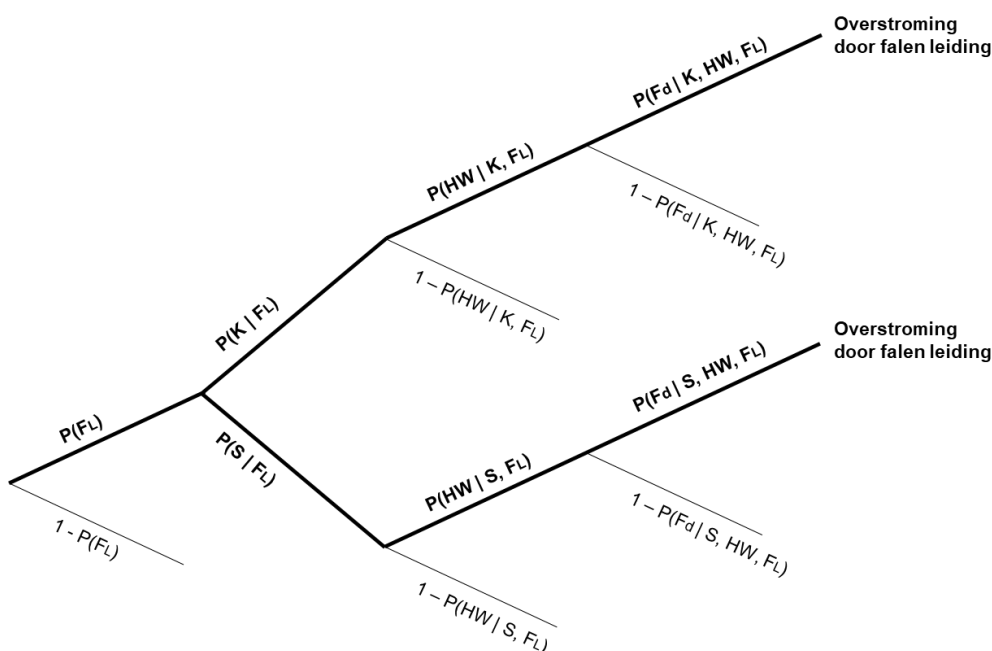 Overstroming
door falen leiding
P(Fd | K, HW, FL)
P(HW | K, FL)
1 – P(Fd | K, HW, FL)
1 – P(HW | K, FL)
P(K | FL)
Overstroming
door falen leiding
P(Fd | S, HW, FL)
P(FL)
P(S | FL)
P(HW | S, FL)
1 – P(Fd | S, HW, FL)
1 - P(FL)
1 – P(HW | S, FL)